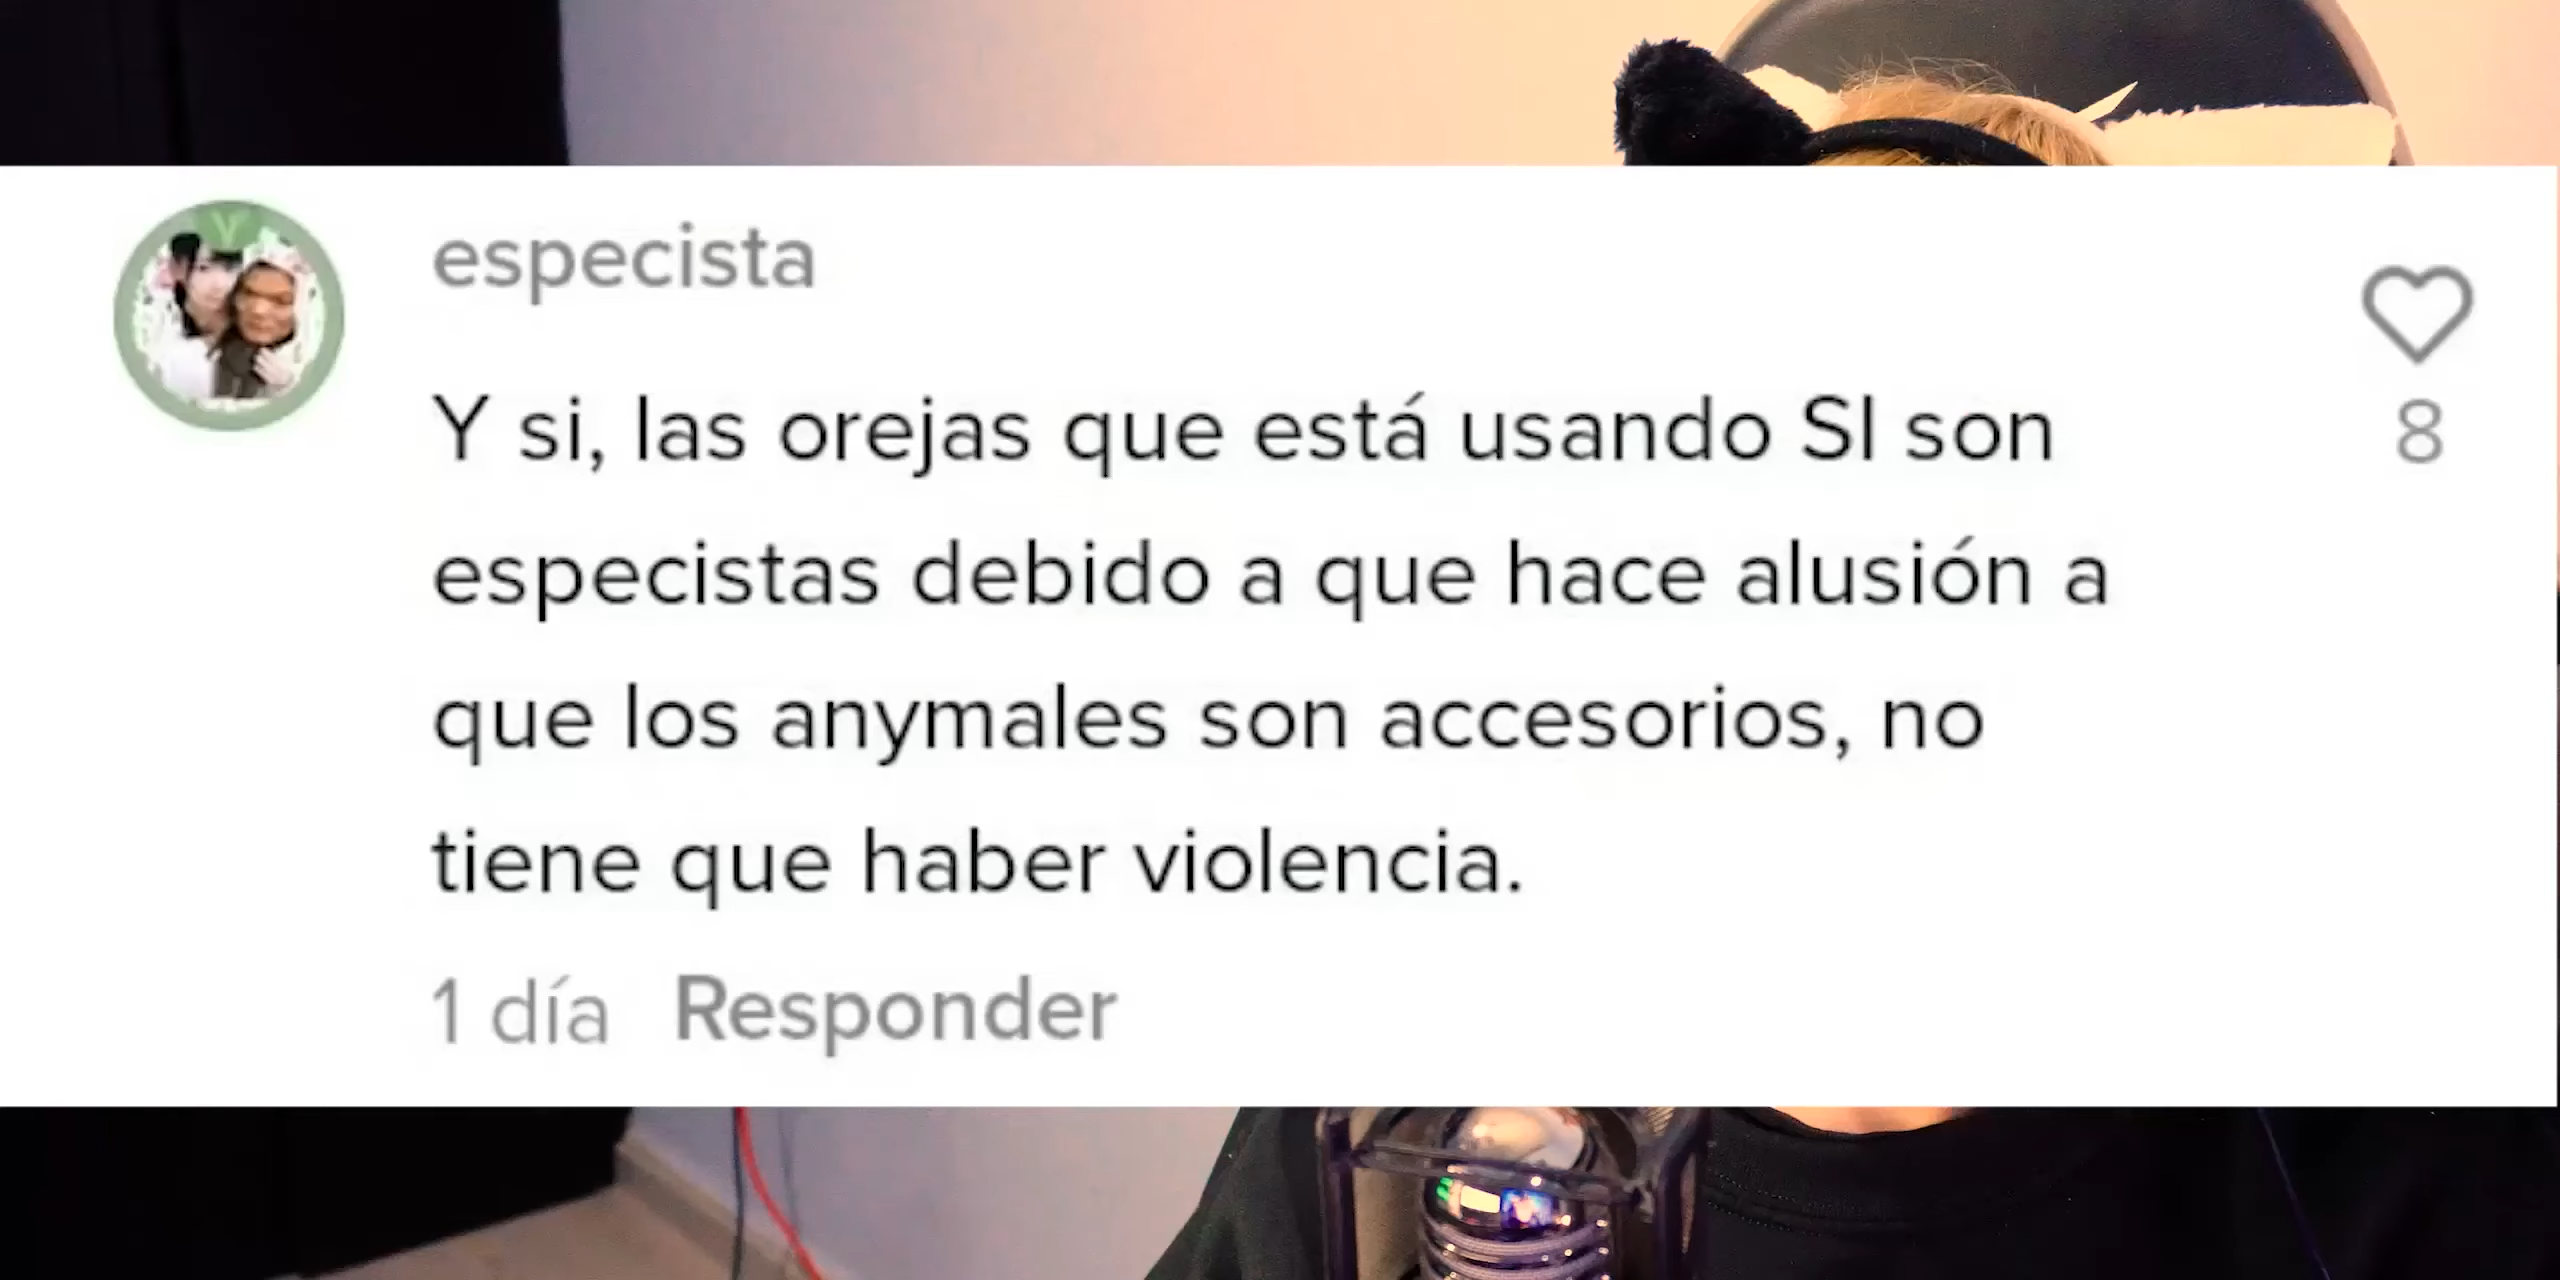 especista
Y si, las orejas que está usando SI son
especistas debido a que hace alusión a
que los anymales son accesorios, no
tiene que haber violencia.
8
1 día Responder
V